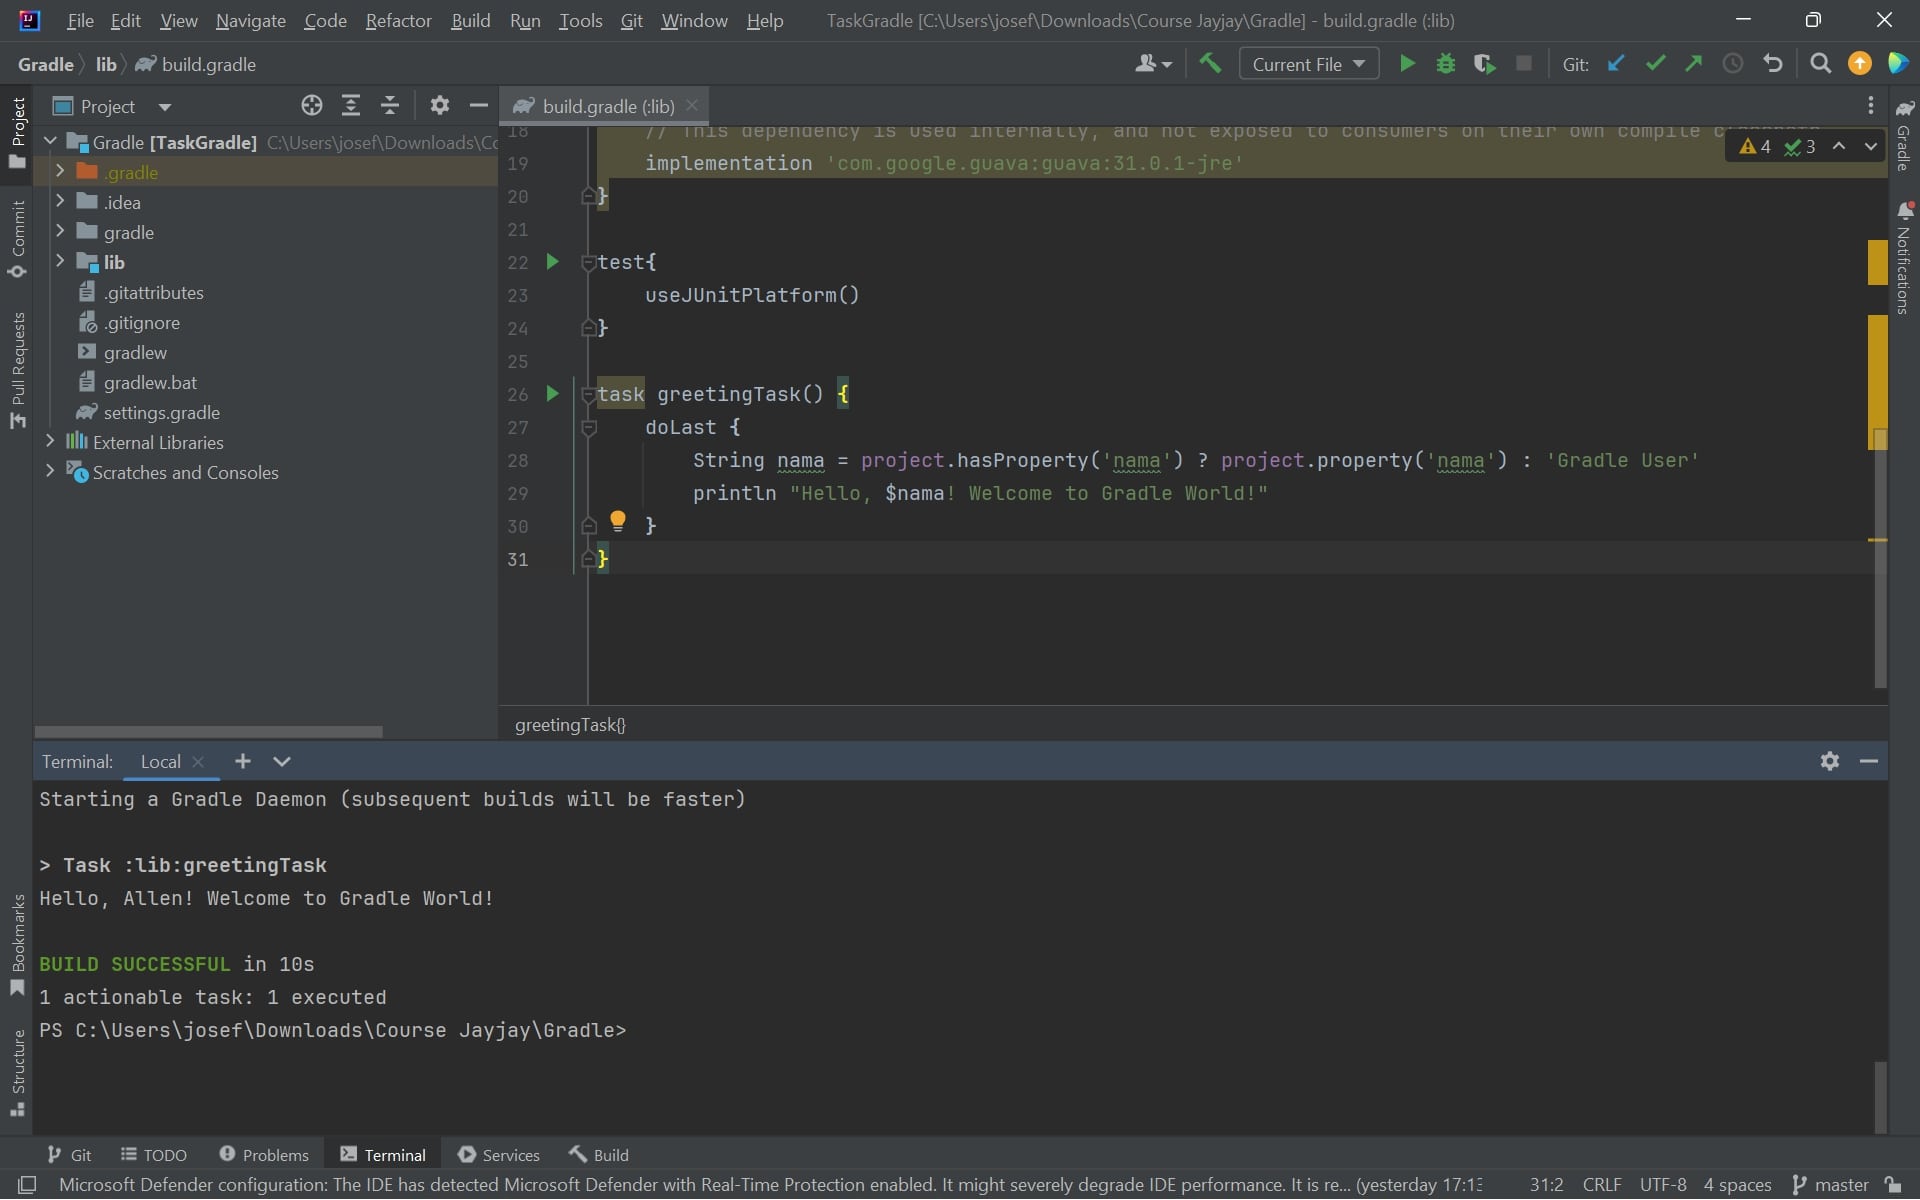 File Edit View Navigate Code Refactor Build Run Tools Git Window Help TaskGradle [C:\Users\josef\Downloads\Course Jayjay\Gradle] - build.gradle (:lib)
Gradle lib build.gradle Current File Git:
Project
build.gradle (:lib)
Gradle [TaskGradle] C:\Users\josef\Downloads\Co
.gradle
.idea
gradle
lib
.gitattributes
.gitignore
gradlew
gradlew.bat
settings.gradle
External Libraries
Scratches and Consoles
Project
Commit
Pull Requests
Bookmarks
Structure
18 // This dependency is used internally, and not exposed to consumers on their own compile classpath
19 implementation 'com.google.guava:guava:31.0.1-jre'
20 }
21
22 test{
23 useJUnitPlatform()
24 }
25
26 task greetingTask() {
27 doLast {
28 String nama = project.hasProperty('nama') ? project.property('nama') : 'Gradle User'
29 println "Hello, $nama! Welcome to Gradle World!"
30 }
31 }
4 3
Gradle
Notifications
greetingTask{}
Terminal: Local
Starting a Gradle Daemon (subsequent builds will be faster)
> Task :lib:greetingTask
Hello, Allen! Welcome to Gradle World!
BUILD SUCCESSFUL in 10s
1 actionable task: 1 executed
PS C:\Users\josef\Downloads\Course Jayjay\Gradle>
Git TODO Problems Terminal Services Build
Microsoft Defender configuration: The IDE has detected Microsoft Defender with Real-Time Protection enabled. It might severely degrade IDE performance. It is re... (yesterday 17:13 31:2 CRLF UTF-8 4 spaces master